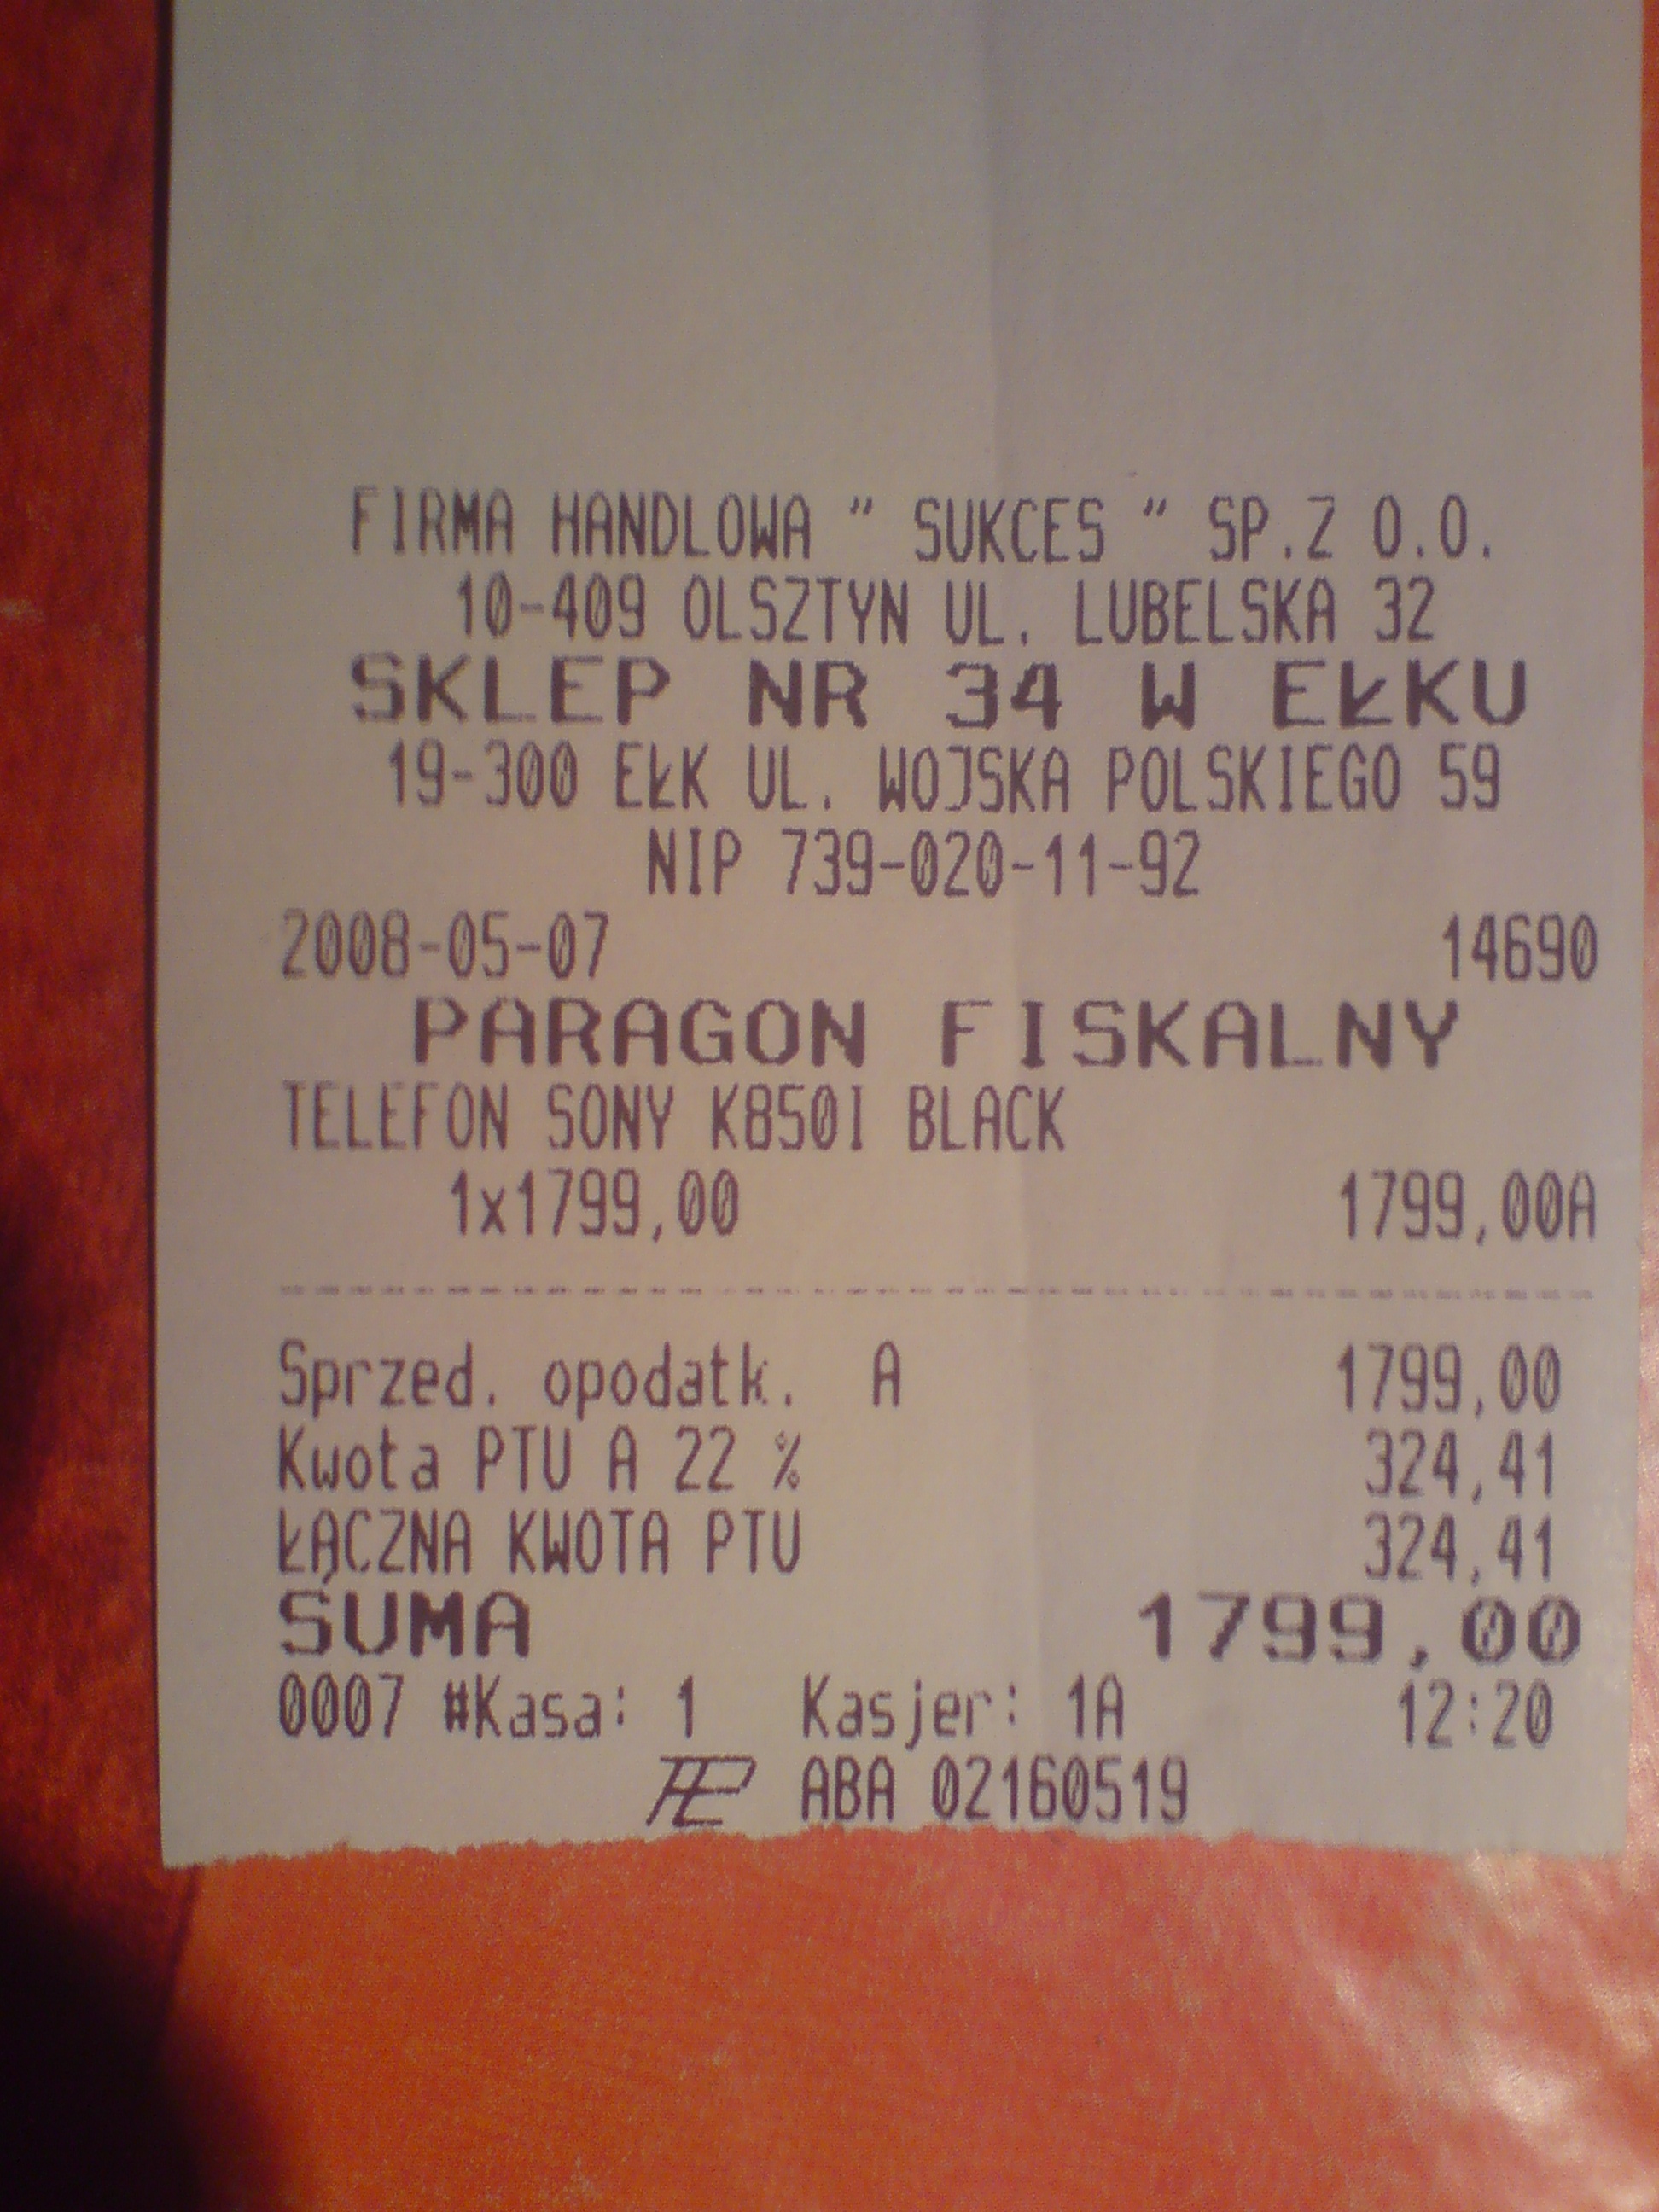 FIRMA HANDLOWA " SUKCES " SP.Z O.O.
10-409 OLSZTYN UL. LUBELSKA 32
SKLEP NR 34 W EŁKU
19-300 EŁK UL. WOJSKA POLSKIEGO 59
NIP 739-020-11-92
2008-05-07 14690
PARAGON FISKALNY
TELEFON SONY K850I BLACK
1x1799,00 1799,00A
Sprzed. opodatk. A 1799,00
Kwota PTU A 22 % 324,41
ŁĄCZNA KWOTA PTU 324,41
SUMA 1799,00
0007 #Kasa: 1 Kasjer: 1A 12:20
ABA 02160519